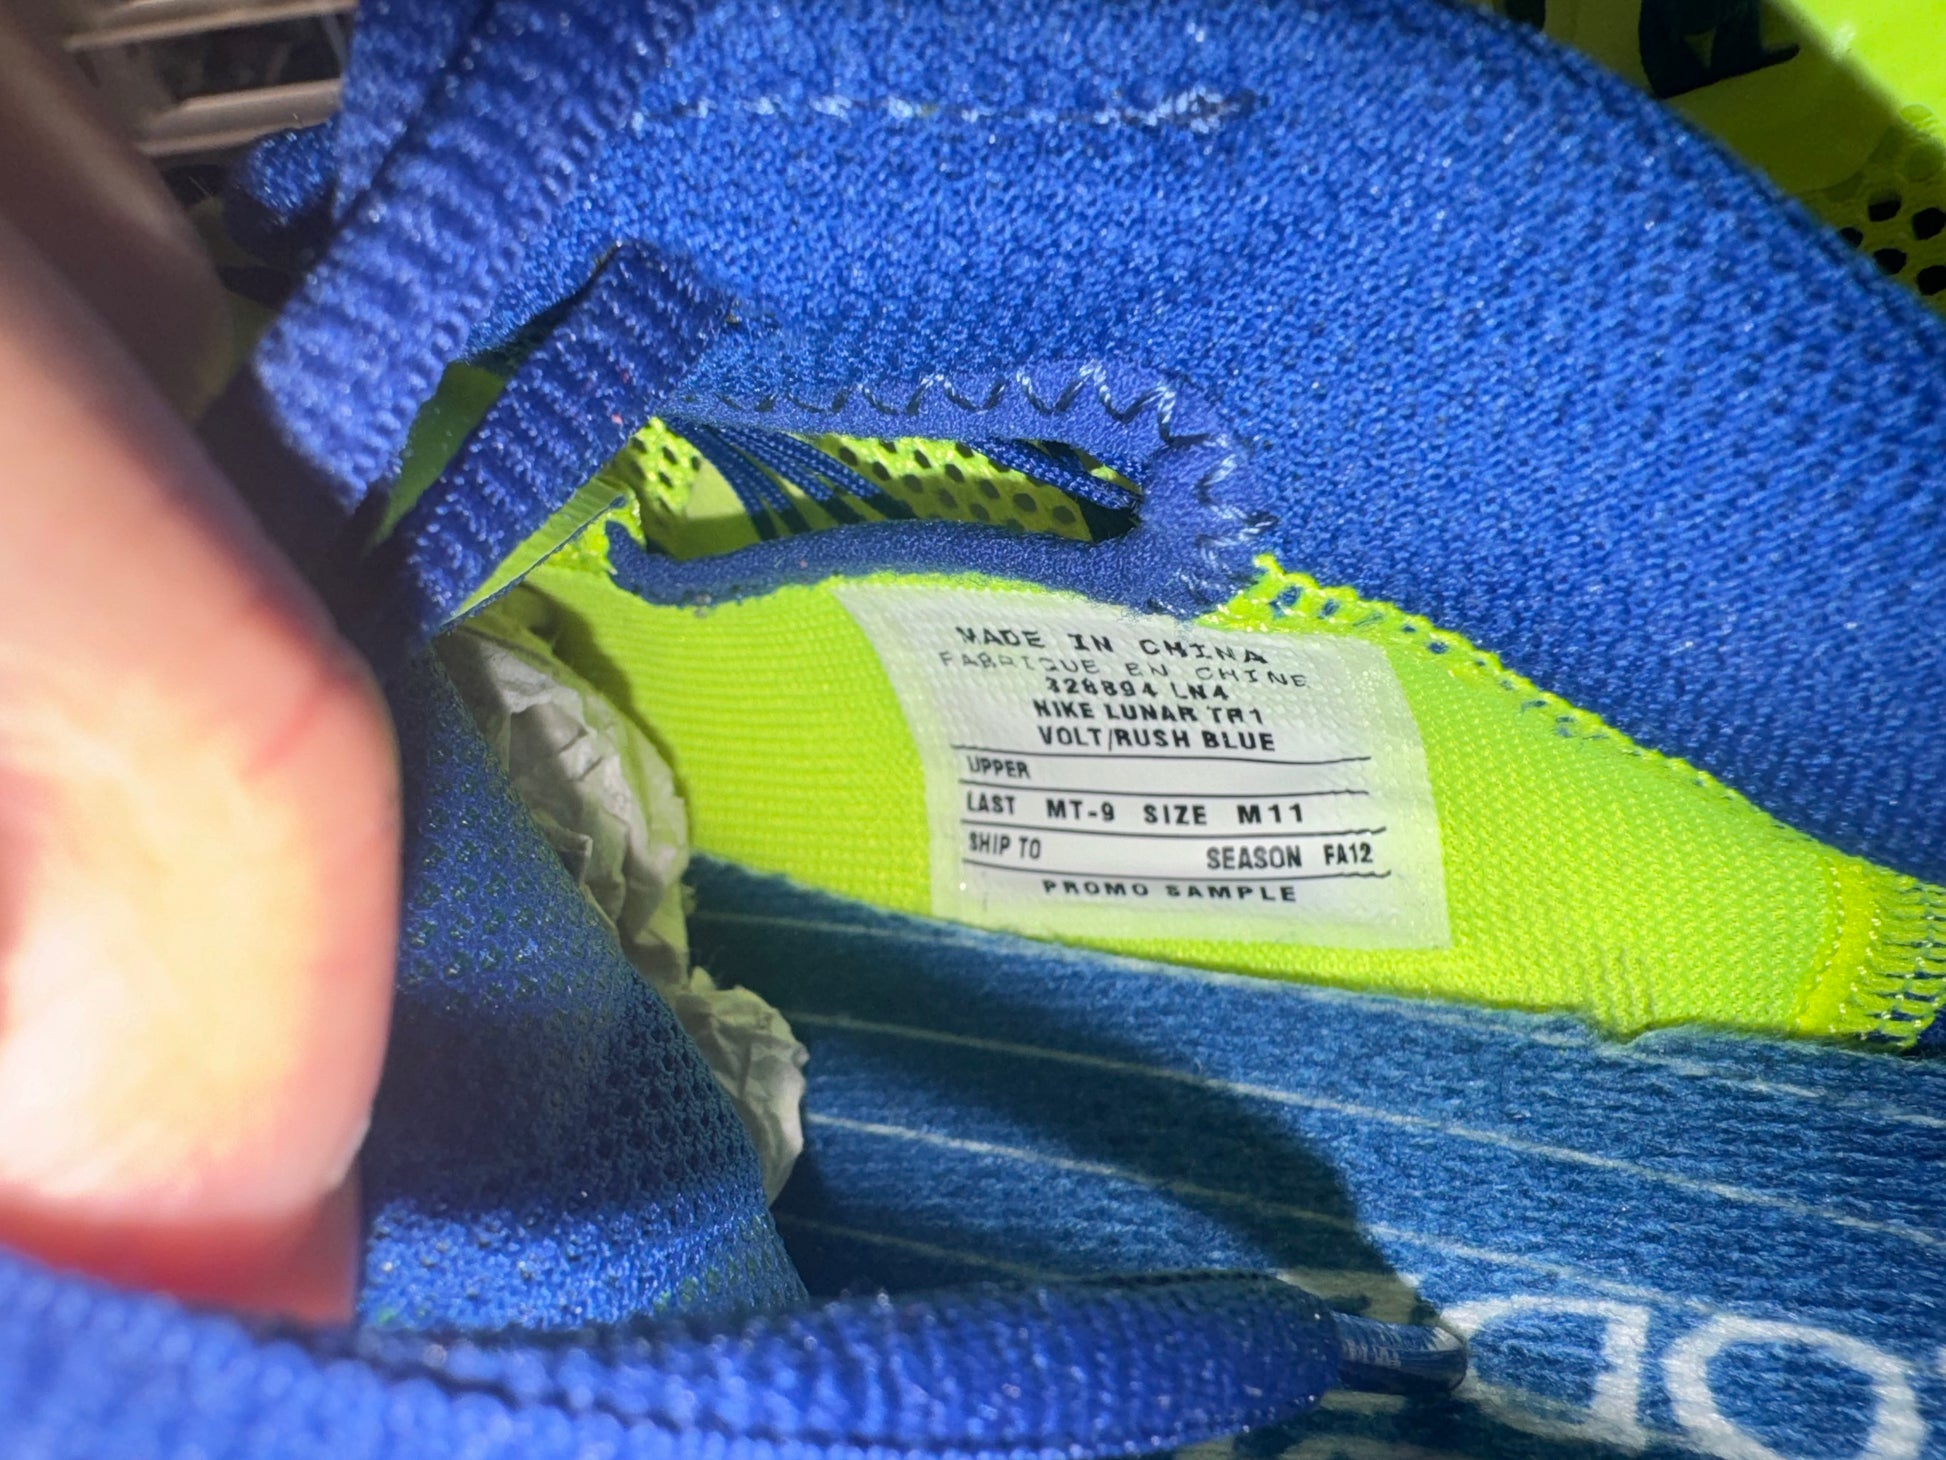 MADE IN CHINA
FABRIQUE EN CHINE
326894 LN4
NIKE LUNAR TR1
VOLT/RUSH BLUE
UPPER
LAST MT-9 SIZE M11
SHIP TO SEASON FA12
PROMO SAMPLE